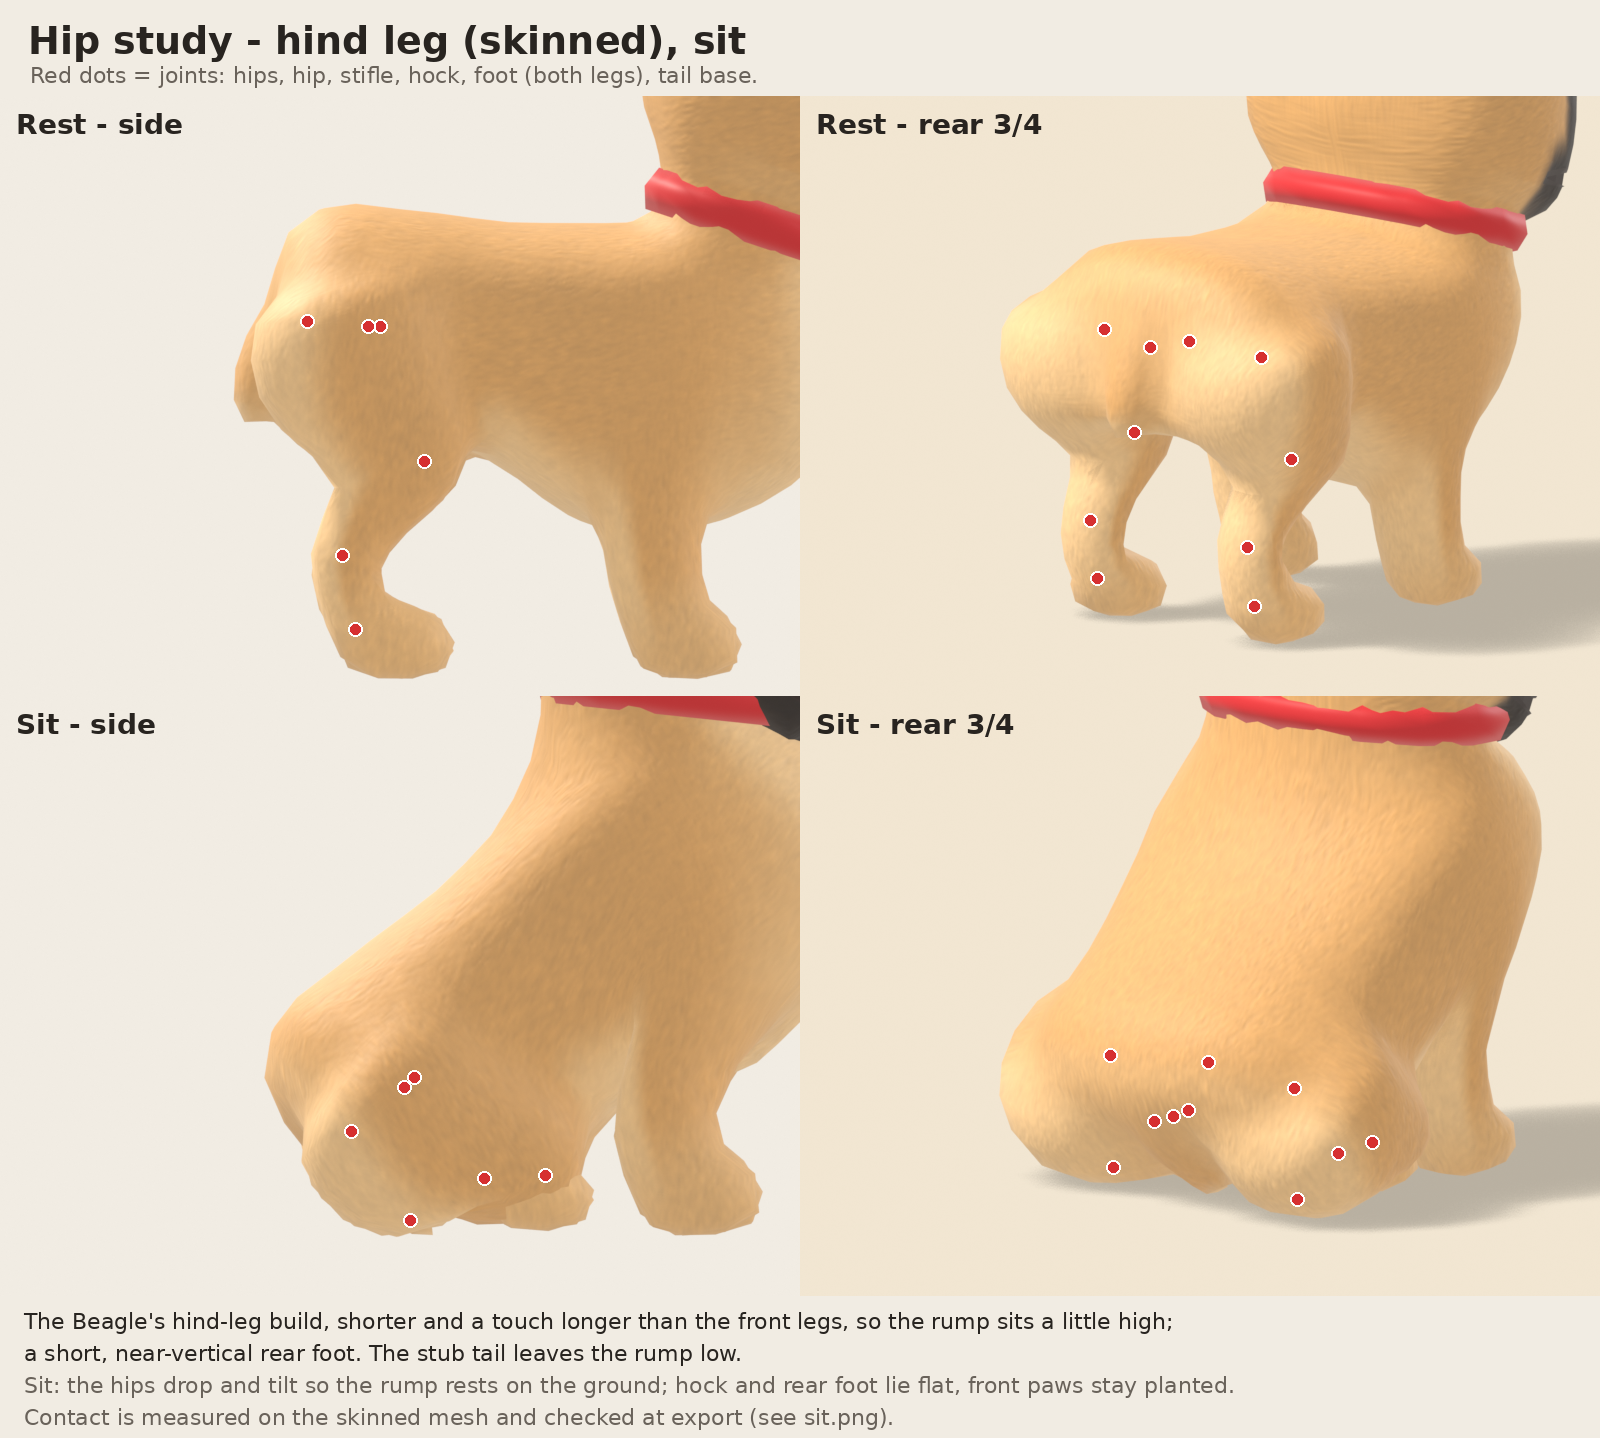 Hip study - hind leg (skinned), sit
Red dots = joints: hips, hip, stifle, hock, foot (both legs), tail base.
Rest - side
Rest - rear 3/4
Sit - side
Sit - rear 3/4
The Beagle's hind-leg build, shorter and a touch longer than the front legs, so the rump sits a little high;
a short, near-vertical rear foot. The stub tail leaves the rump low.
Sit: the hips drop and tilt so the rump rests on the ground; hock and rear foot lie flat, front paws stay planted.
Contact is measured on the skinned mesh and checked at export (see sit.png).